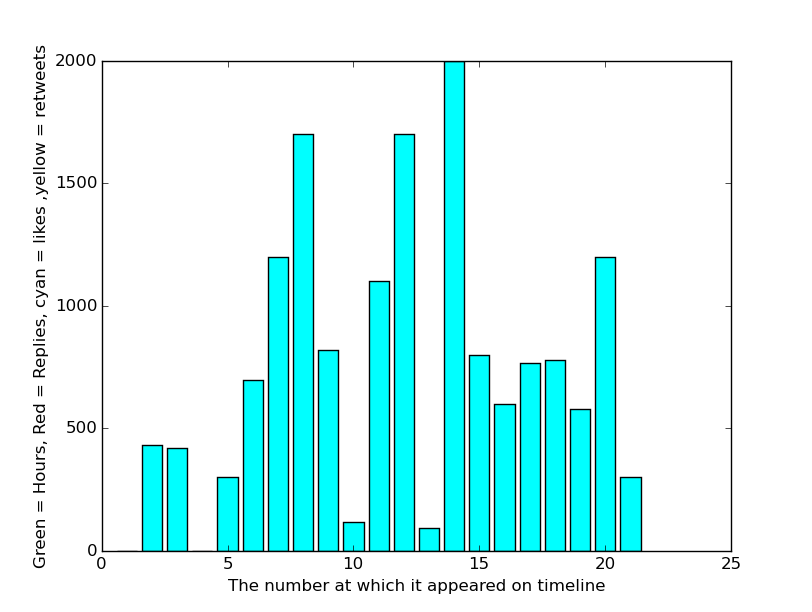 Green = Hours, Red = Replies, cyan = likes ,yellow = retweets
2000
1500
1000
500
0
0 5 10 15 20 25
The number at which it appeared on timeline